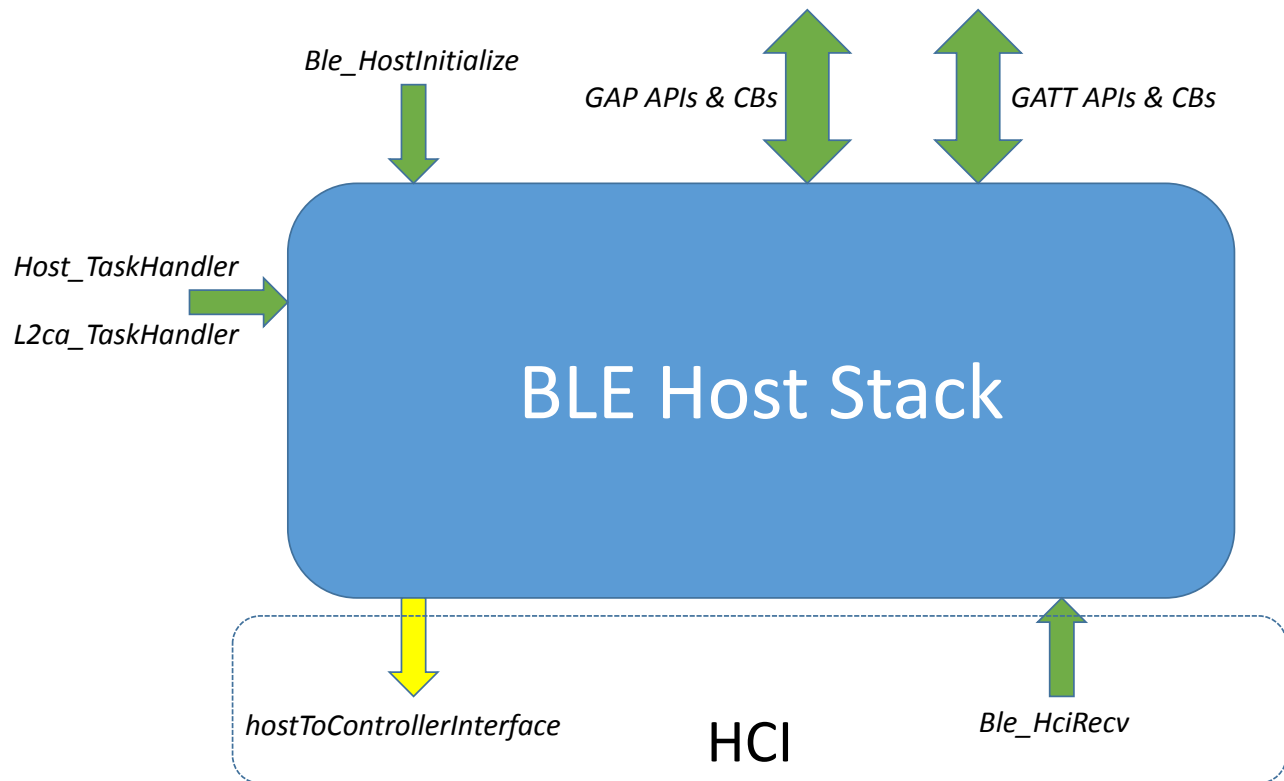 Ble_HostInitialize
GAP APIs & CBs
GATT APIs & CBs
Host_TaskHandler
L2ca_TaskHandler
BLE Host Stack
hostToControllerInterface
HCI
Ble_HciRecv